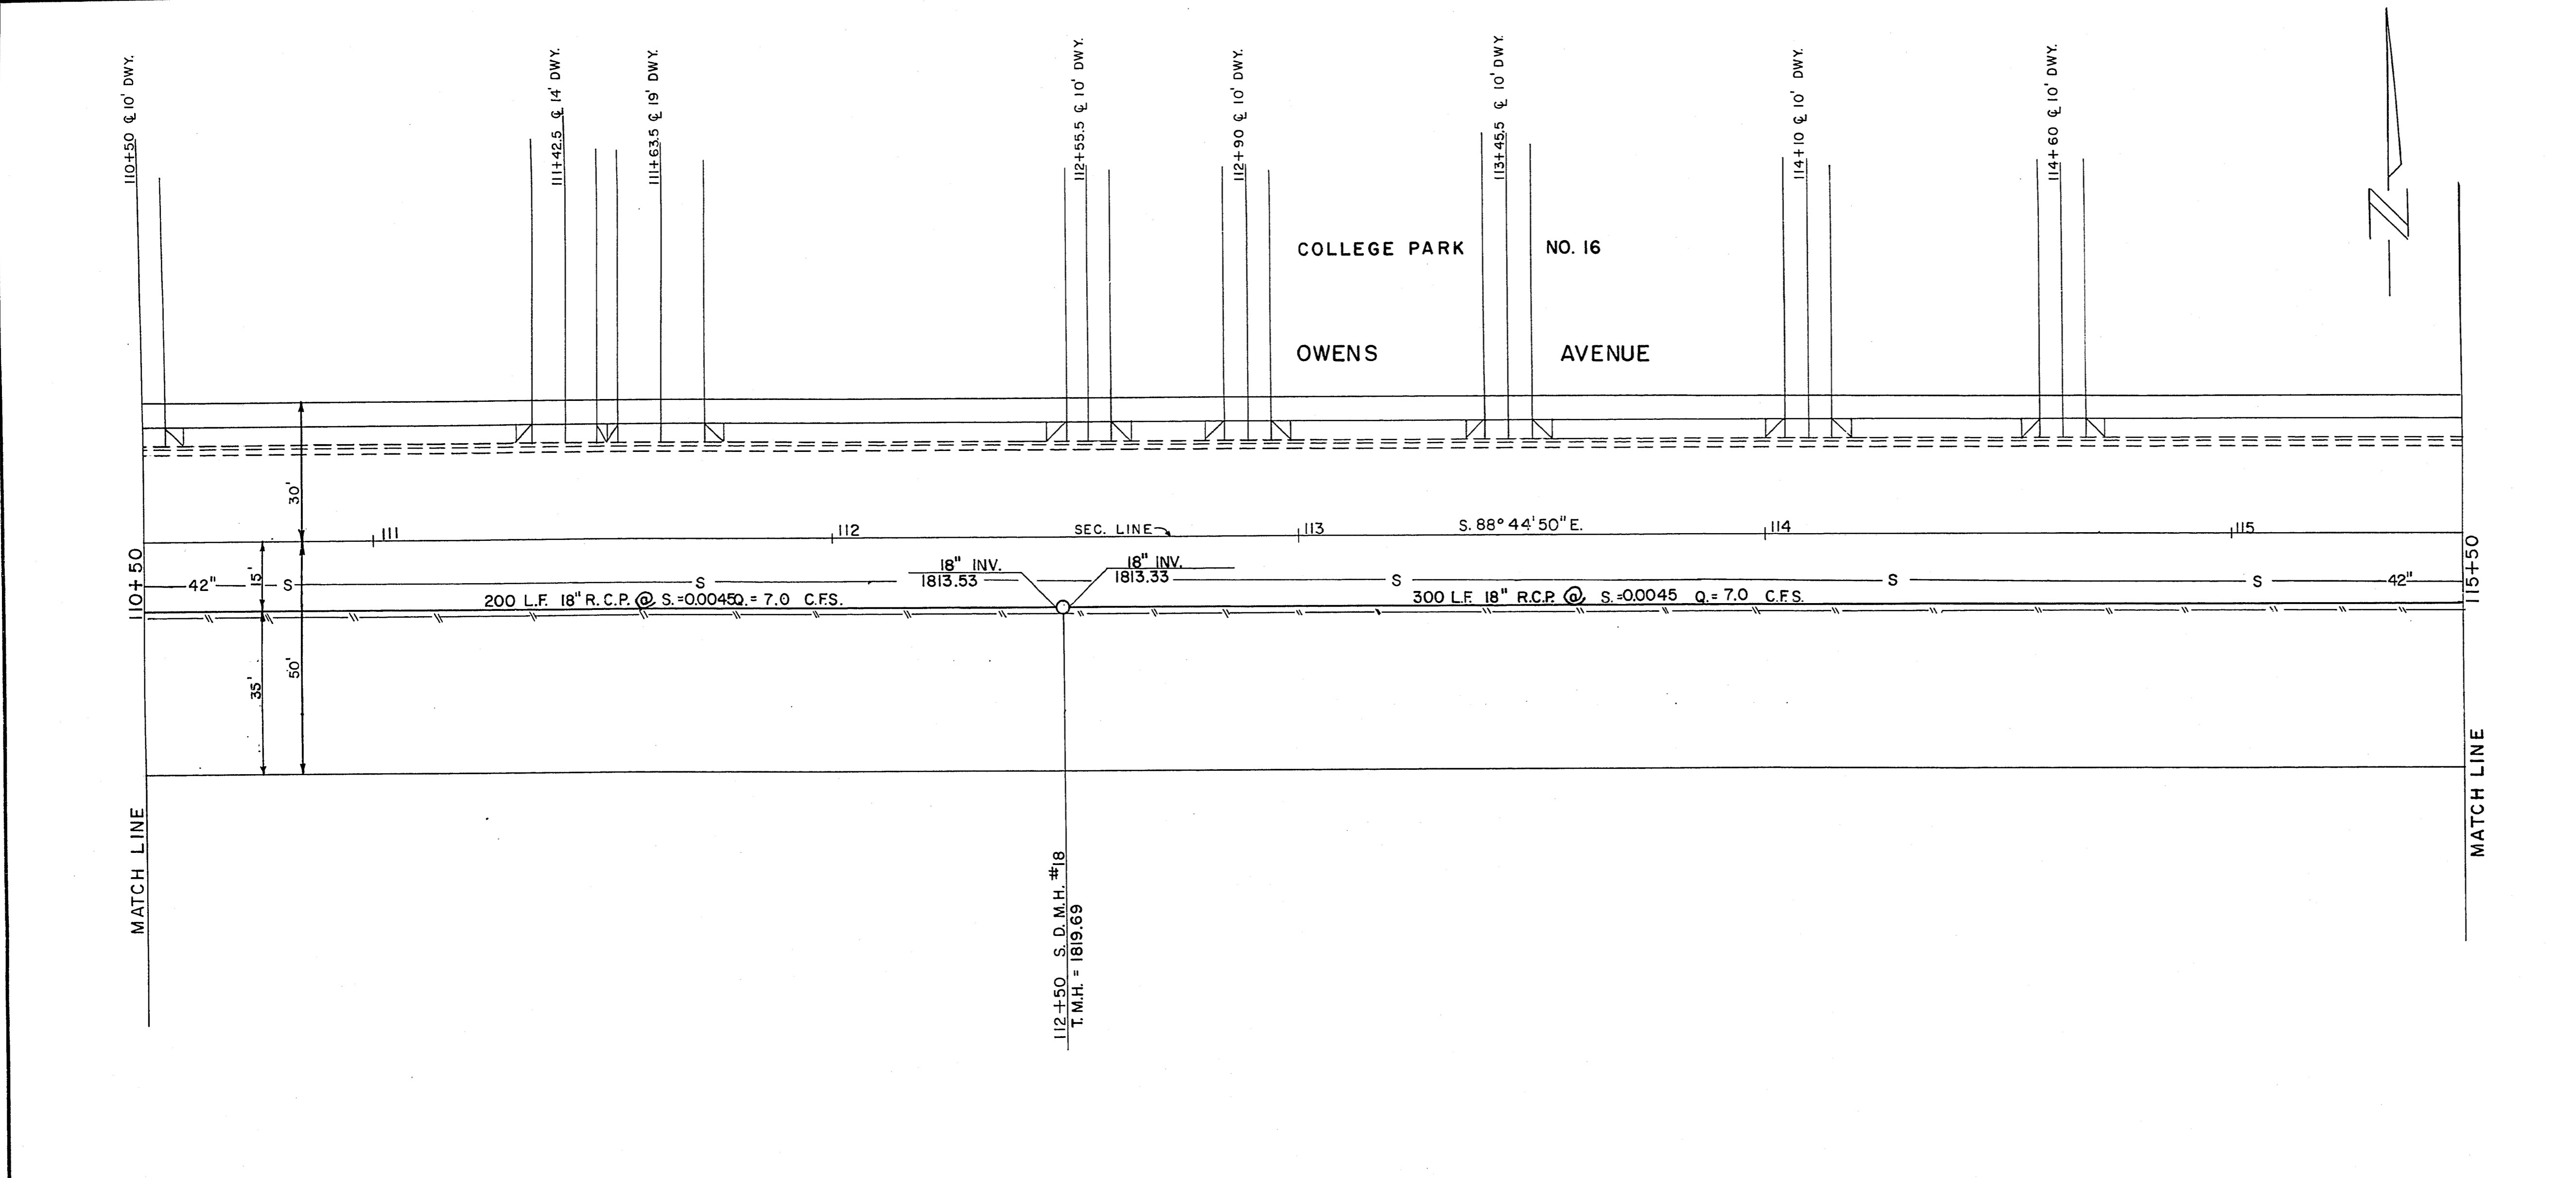 110+50 ℄ 10' DWY.
111+42.5 ℄ 14' DWY.
111+63.5 ℄ 19' DWY.
112+55.5 ℄ 10' DWY.
112+90 ℄ 10' DWY.
113+45.5 ℄ 10' DWY.
114+10 ℄ 10' DWY.
114+60 ℄ 10' DWY.
N
COLLEGE PARK NO. 16
OWENS AVENUE
30'
111
112
SEC. LINE
113
S. 88° 44' 50" E.
114
115
110+50
42"
S
15'
S
18" INV.
1813.53
18" INV.
1813.33
S
S
S
42"
115+50
200 L.F. 18" R.C.P. @ S.=0.0045 Q.= 7.0 C.F.S.
300 L.F. 18" R.C.P. @ S.=0.0045 Q.= 7.0 C.F.S.
35'
50'
MATCH LINE
112+50 S. D. M.H. #18
T. M.H. = 1819.69
MATCH LINE